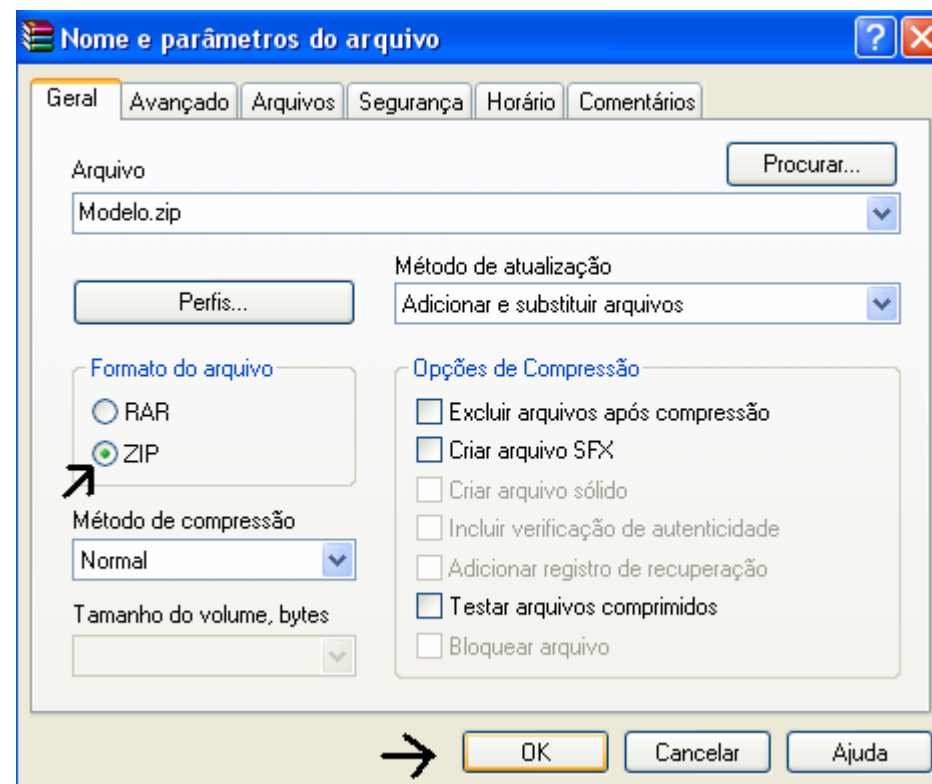 Nome e parâmetros do arquivo
Geral Avançado Arquivos Segurança Horário Comentários
Arquivo
Procurar...
Modelo.zip
Método de atualização
Perfis...
Adicionar e substituir arquivos
Formato do arquivo
RAR
ZIP
Método de compressão
Normal
Tamanho do volume, bytes
Opções de Compressão
Excluir arquivos após compressão
Criar arquivo SFX
Criar arquivo sólido
Incluir verificação de autenticidade
Adicionar registro de recuperação
Testar arquivos comprimidos
Bloquear arquivo
OK Cancelar Ajuda